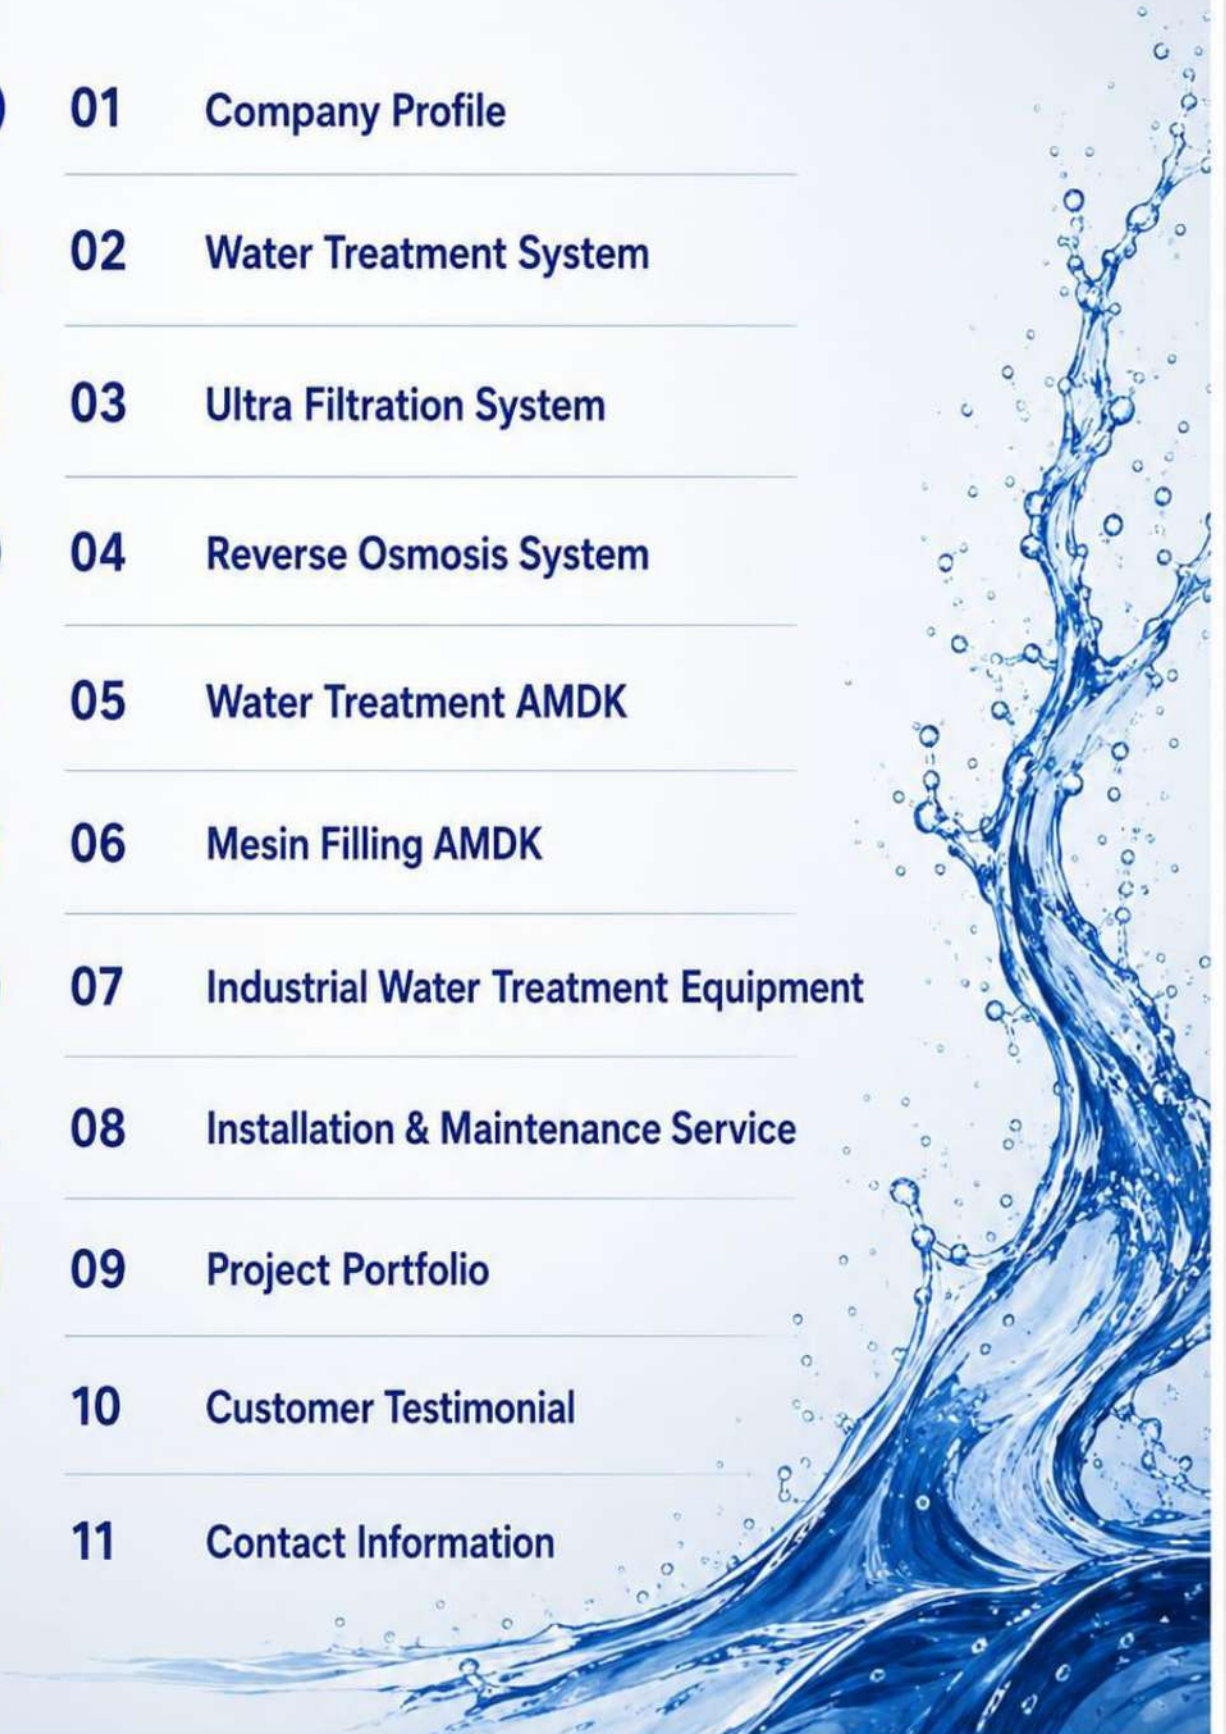 01 Company Profile
02 Water Treatment System
03 Ultra Filtration System
04 Reverse Osmosis System
05 Water Treatment AMDK
06 Mesin Filling AMDK
07 Industrial Water Treatment Equipment
08 Installation & Maintenance Service
09 Project Portfolio
10 Customer Testimonial
11 Contact Information